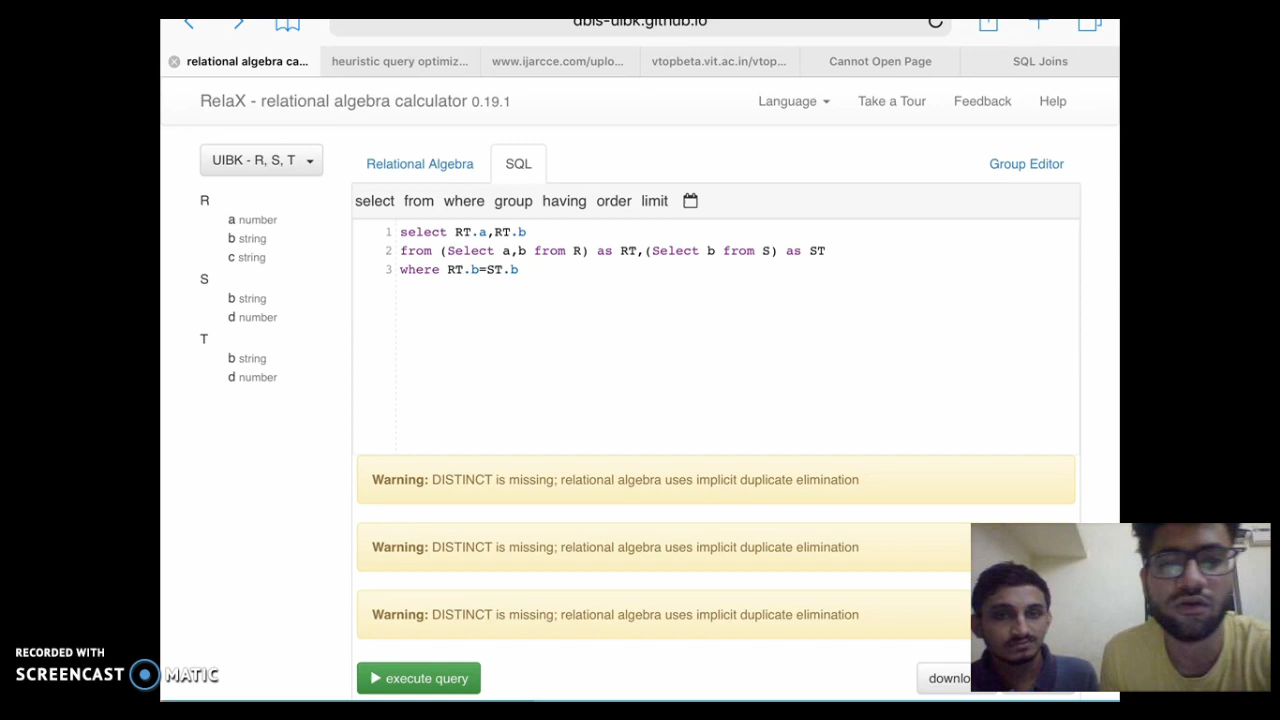 dbis-uibk.github.io
relational algebra ca...
heuristic query optimiz...
www.ijarcce.com/uplo...
vtopbeta.vit.ac.in/vtop...
Cannot Open Page
SQL Joins
RelaX - relational algebra calculator 0.19.1
Language
Take a Tour
Feedback
Help
UIBK - R, S, T
R
a number
b string
c string
S
b string
d number
T
b string
d number
Relational Algebra
SQL
Group Editor
select from where group having order limit
1 select RT.a,RT.b
2 from (Select a,b from R) as RT,(Select b from S) as ST
3 where RT.b=ST.b
Warning: DISTINCT is missing; relational algebra uses implicit duplicate elimination
Warning: DISTINCT is missing; relational algebra uses implicit duplicate elimination
Warning: DISTINCT is missing; relational algebra uses implicit duplicate elimination
execute query
downlo
RECORDED WITH
SCREENCAST MATIC